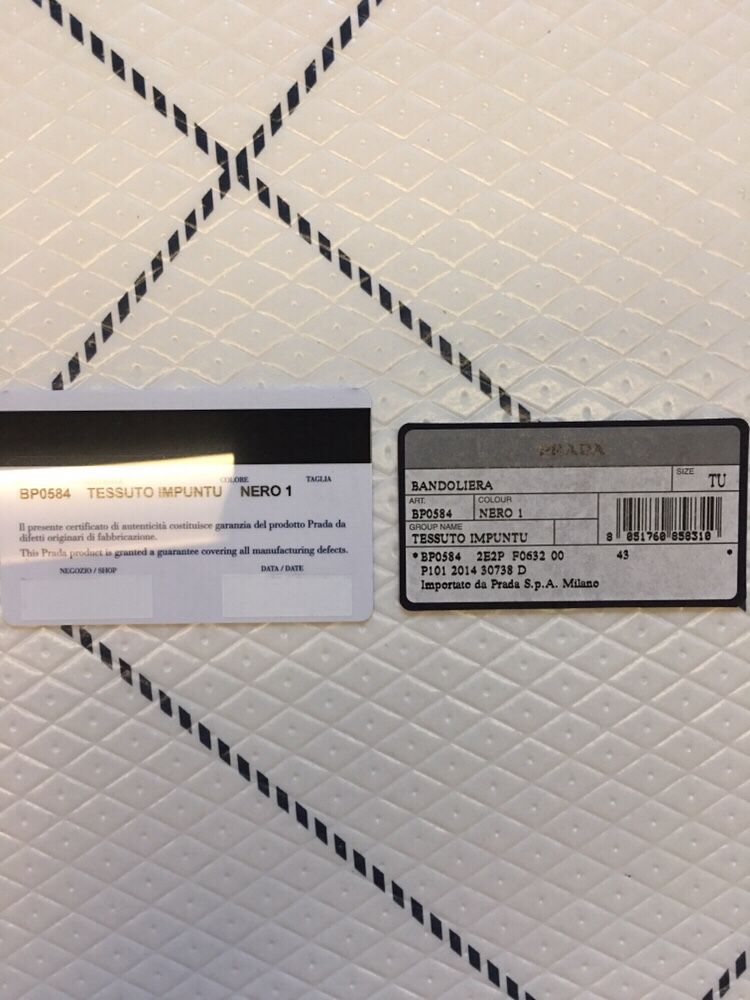 COLORE TAGLIA
BP0584 TESSUTO IMPUNTU NERO 1
Il presente certificato di autenticità costituisce garanzia del prodotto Prada da
difetti originari di fabbricazione.
This Prada product is granted a guarantee covering all manufacturing defects.
NEGOZIO / SHOP DATA / DATE
PRADA
BANDOLIERA SIZE TU
ART. COLOUR
BP0584 NERO 1
GROUP NAME
TESSUTO IMPUNTU
8 051760 850310
*BP0584 2E2P F0632 00 43 *
P101 2014 30738 D
Importato da Prada S.p.A. Milano